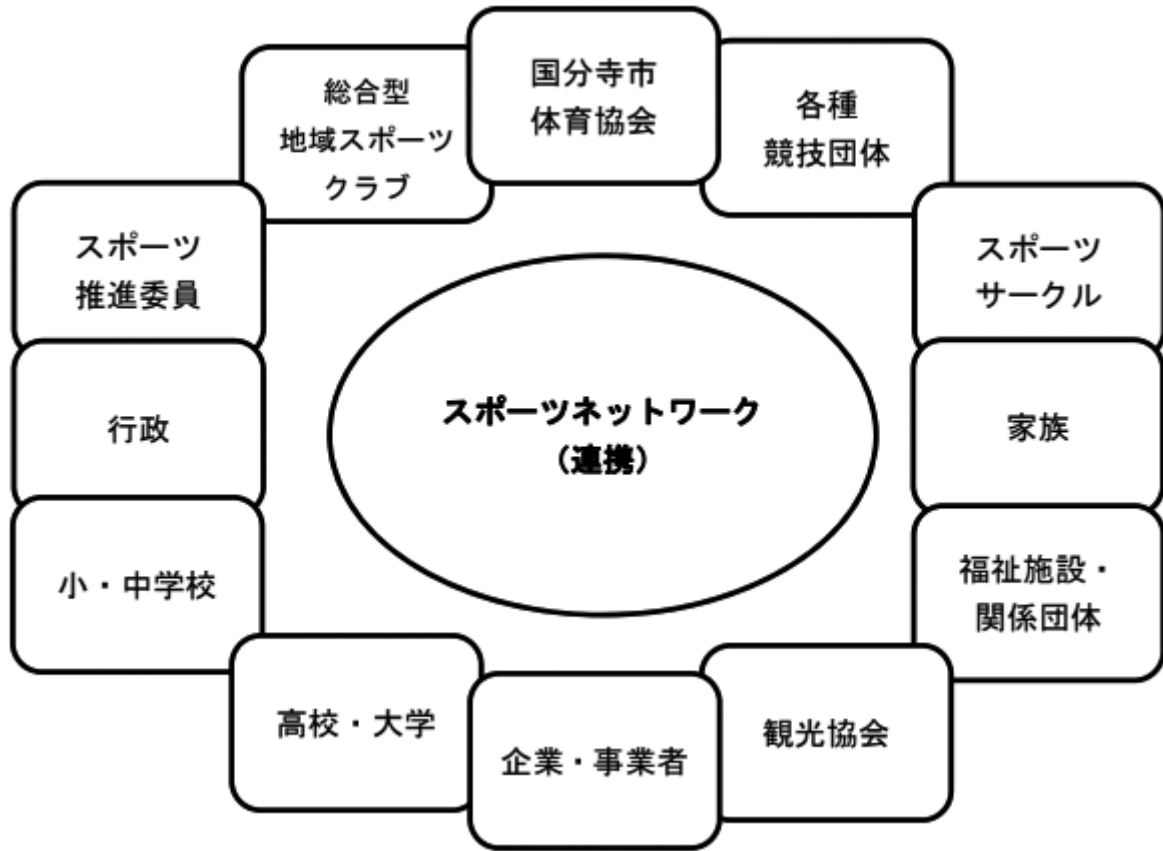 国分寺市
体育協会
総合型
地域スポーツ
クラブ
各種
競技団体
スポーツ
推進委員
スポーツ
サークル
スポーツネットワーク
（連携）
行政
家族
小・中学校
福祉施設・
関係団体
高校・大学
企業・事業者
観光協会